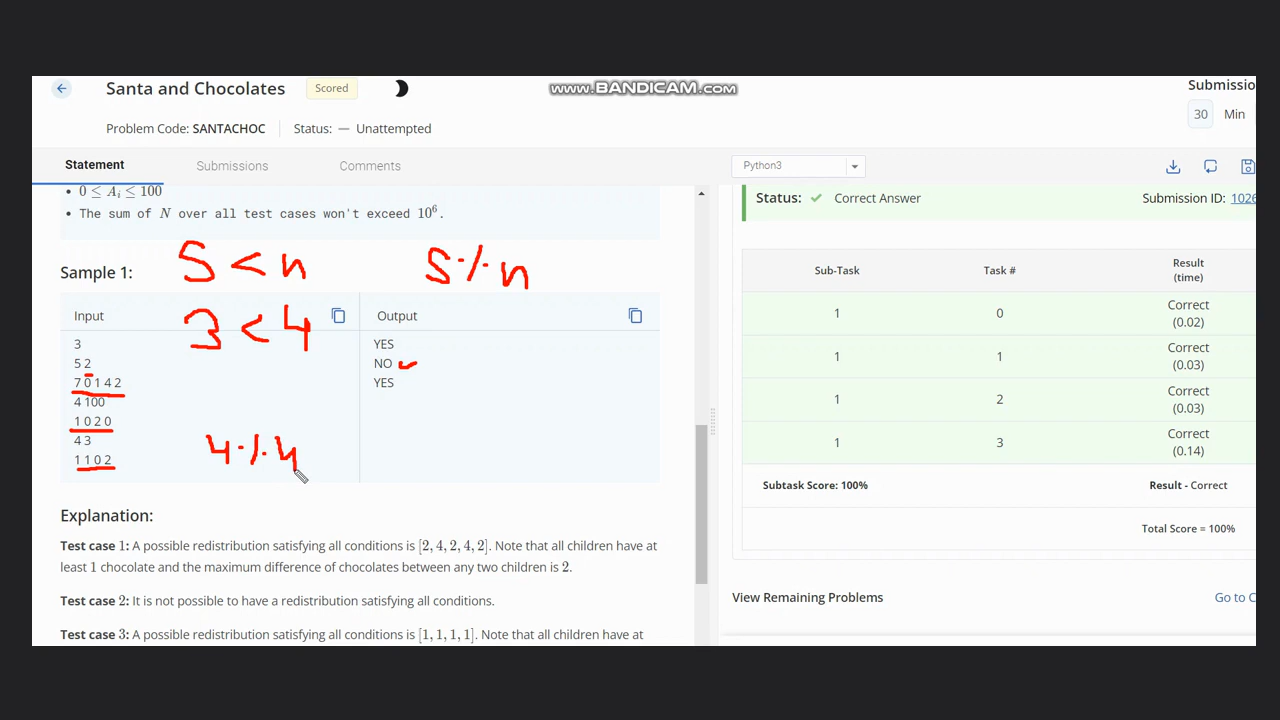 Santa and Chocolates
Scored
www.BANDICAM.com
Submissio
Problem Code: SANTACHOC
Status: — Unattempted
30 Min
Statement
Submissions
Comments
Python3
0 ≤ A_i ≤ 100
The sum of N over all test cases won't exceed 10^6.
Status: ✓ Correct Answer
Submission ID: 1026
Sample 1:
S < n
S % n
3 < 4
Input
Output
3
YES
5 2
NO
7 0 1 4 2
YES
4 100
1 0 2 0
4 3
1 1 0 2
4 % 4
Sub-Task
Task #
Result
(time)
1
0
Correct
(0.02)
1
1
Correct
(0.03)
1
2
Correct
(0.03)
1
3
Correct
(0.14)
Subtask Score: 100%
Result - Correct
Total Score = 100%
Explanation:
Test case 1: A possible redistribution satisfying all conditions is [2, 4, 2, 4, 2]. Note that all children have at
least 1 chocolate and the maximum difference of chocolates between any two children is 2.
Test case 2: It is not possible to have a redistribution satisfying all conditions.
Test case 3: A possible redistribution satisfying all conditions is [1, 1, 1, 1]. Note that all children have at
View Remaining Problems
Go to C